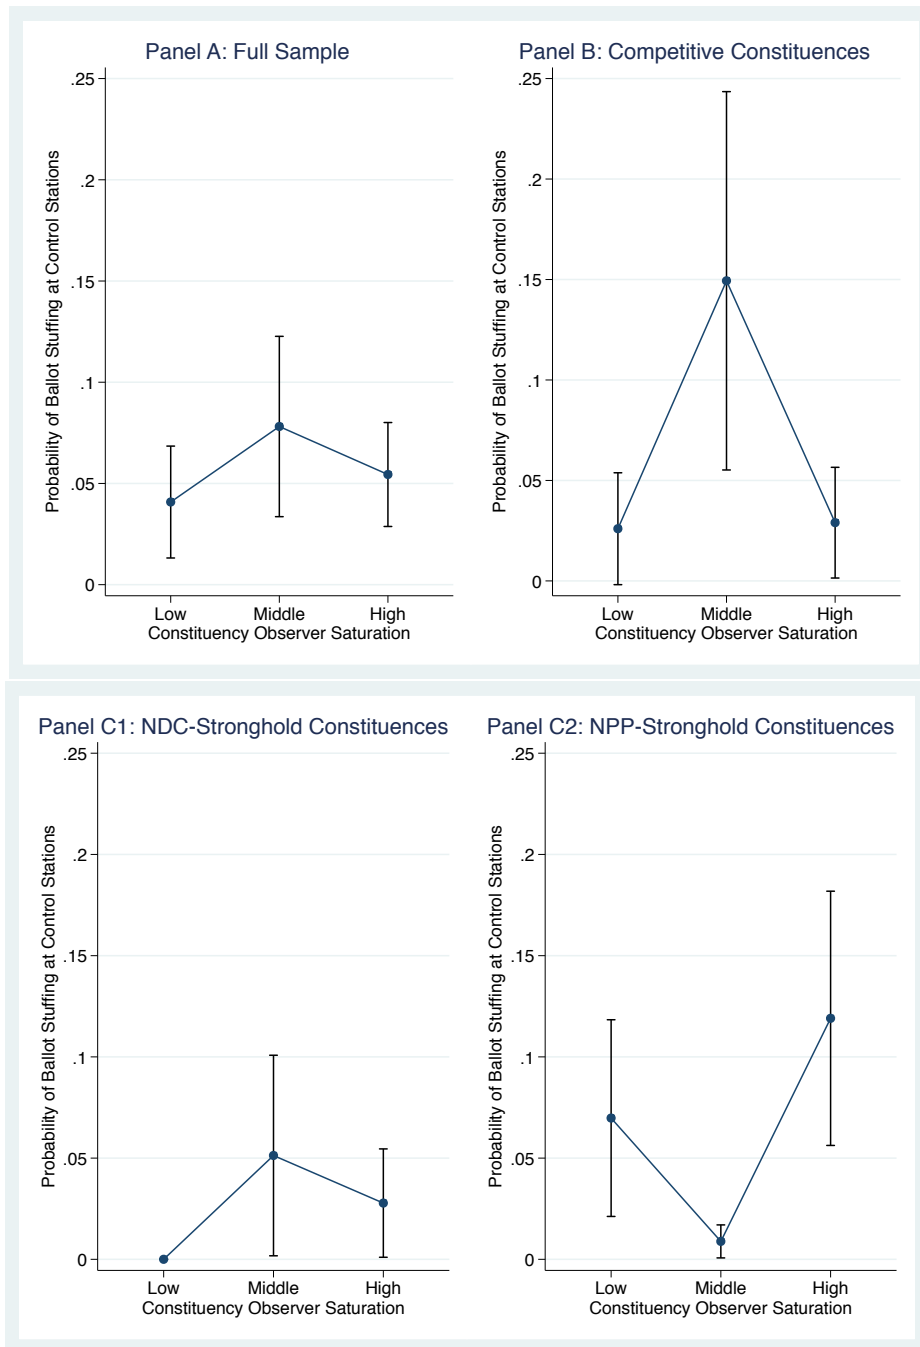 Panel A: Full Sample
Probability of Ballot Stuffing at Control Stations
.25
.2
.15
.1
.05
0
Low Middle High
Constituency Observer Saturation
Panel B: Competitive Constituences
Probability of Ballot Stuffing at Control Stations
.25
.2
.15
.1
.05
0
Low Middle High
Constituency Observer Saturation
Panel C1: NDC-Stronghold Constituences
Probability of Ballot Stuffing at Control Stations
.25
.2
.15
.1
.05
0
Low Middle High
Constituency Observer Saturation
Panel C2: NPP-Stronghold Constituences
Probability of Ballot Stuffing at Control Stations
.25
.2
.15
.1
.05
0
Low Middle High
Constituency Observer Saturation